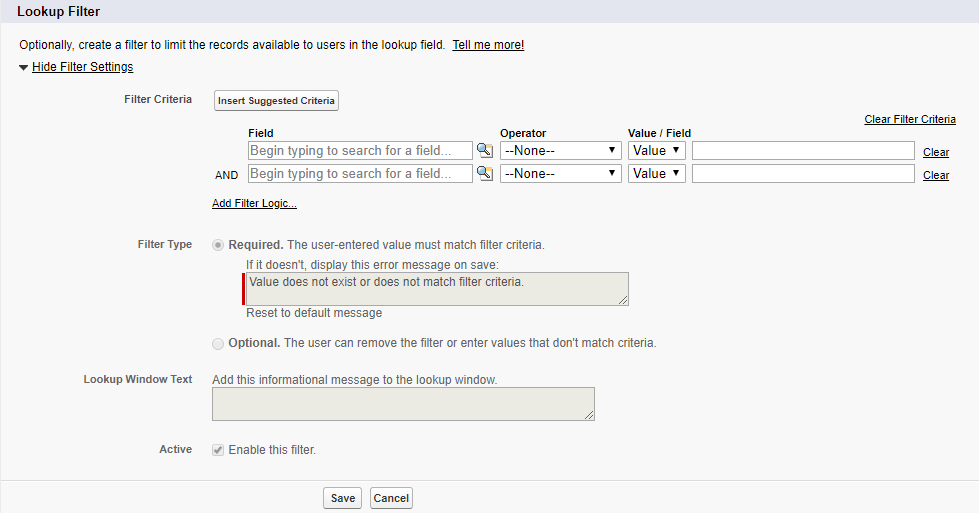 Lookup Filter
Optionally, create a filter to limit the records available to users in the lookup field. Tell me more!
Hide Filter Settings
Filter Criteria Insert Suggested Criteria
Clear Filter Criteria
Field Operator Value / Field
Begin typing to search for a field... --None-- Value Clear
AND Begin typing to search for a field... --None-- Value Clear
Add Filter Logic...
Filter Type Required. The user-entered value must match filter criteria.
If it doesn't, display this error message on save:
Value does not exist or does not match filter criteria.
Reset to default message
Optional. The user can remove the filter or enter values that don't match criteria.
Lookup Window Text Add this informational message to the lookup window.
Active Enable this filter.
Save Cancel